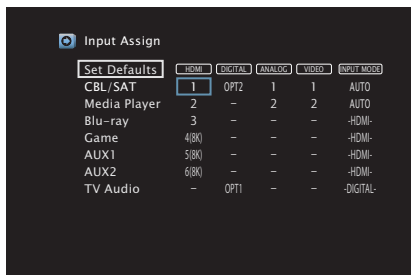 Input Assign
Set Defaults HDMI DIGITAL ANALOG VIDEO INPUT MODE
CBL/SAT 1 OPT2 1 1 AUTO
Media Player 2 – 2 2 AUTO
Blu-ray 3 – – – -HDMI-
Game 4(8K) – – – -HDMI-
AUX1 5(8K) – – – -HDMI-
AUX2 6(8K) – – – -HDMI-
TV Audio – OPT1 – – -DIGITAL-